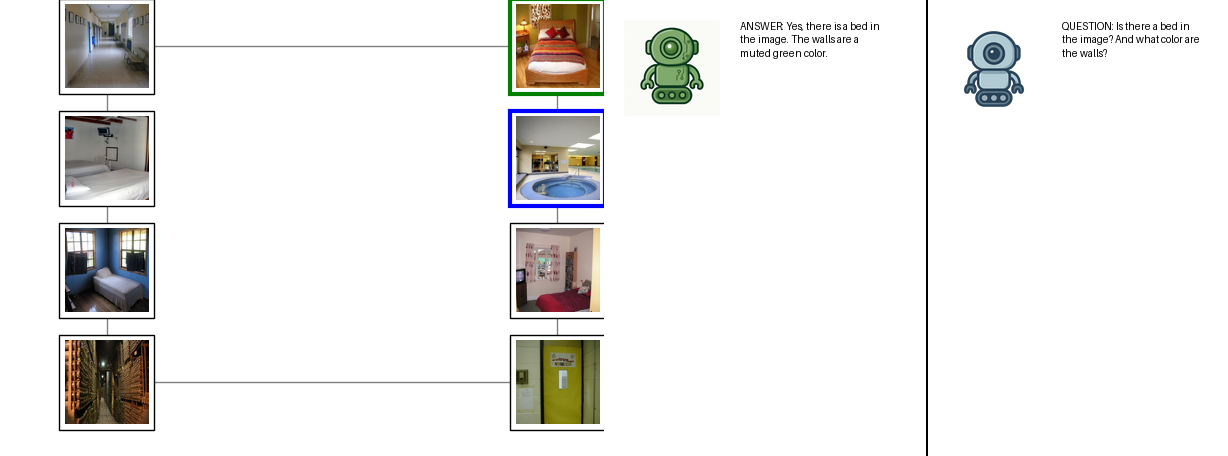 ANSWER: Yes, there is a bed in
the image. The walls are a
muted green color.
QUESTION: Is there a bed in
the image? And what color are
the walls?